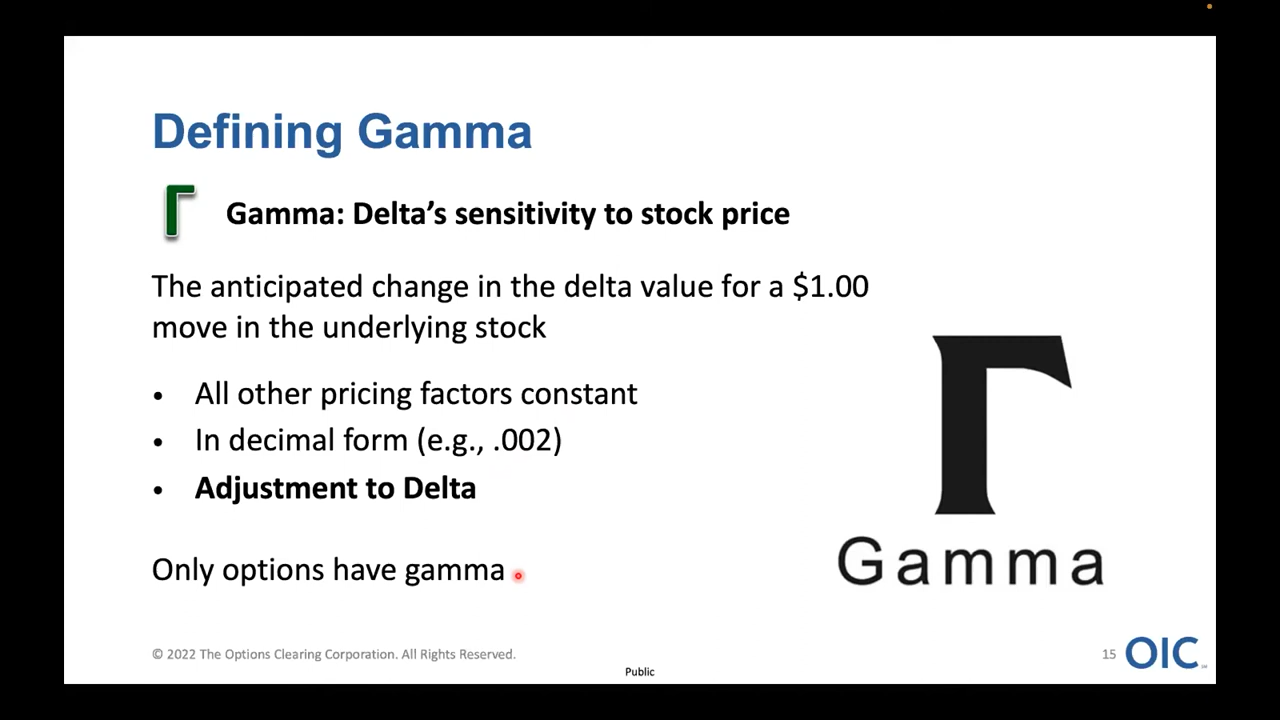 Defining Gamma
Γ Gamma: Delta’s sensitivity to stock price
The anticipated change in the delta value for a $1.00
move in the underlying stock
• All other pricing factors constant
• In decimal form (e.g., .002)
• Adjustment to Delta
Γ
Gamma
Only options have gamma
© 2022 The Options Clearing Corporation. All Rights Reserved.
Public
15 OIC